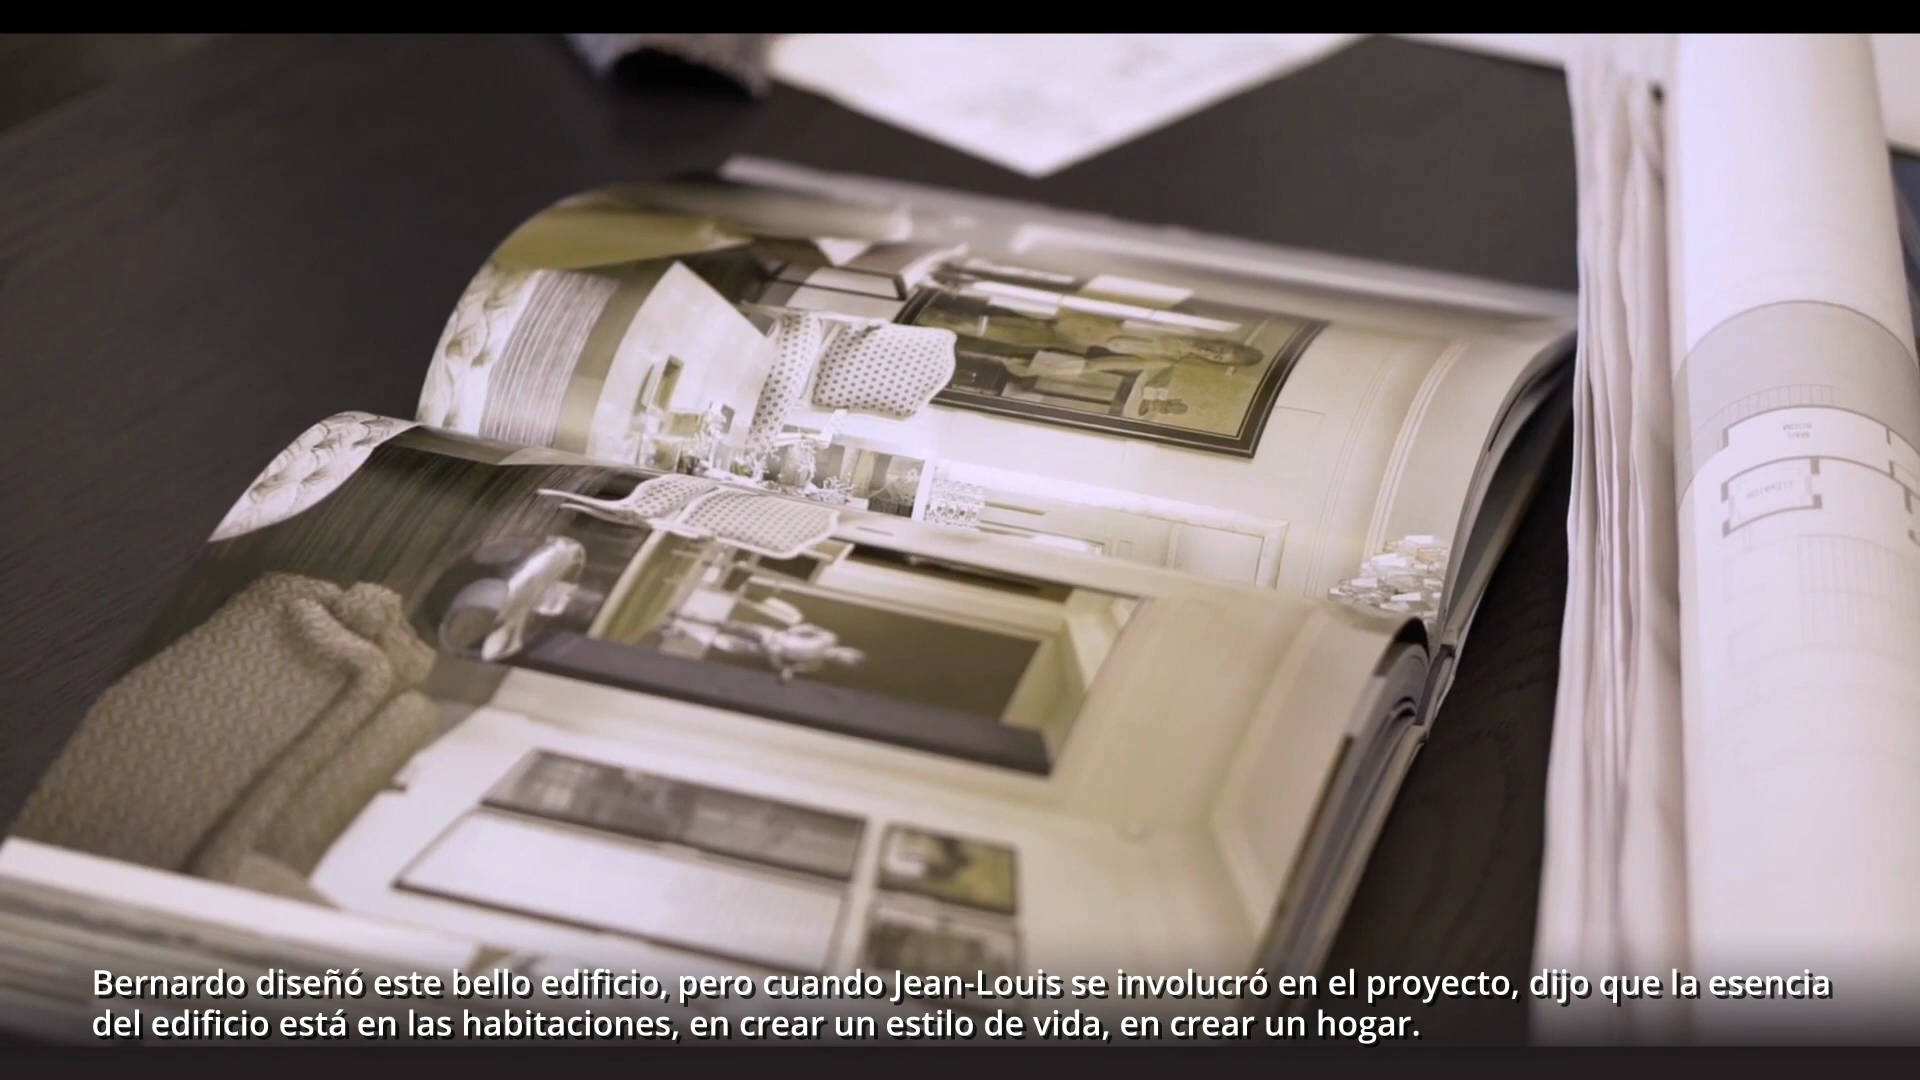 Bernardo diseñó este bello edificio, pero cuando Jean-Louis se involucró en el proyecto, dijo que la esencia
del edificio está en las habitaciones, en crear un estilo de vida, en crear un hogar.